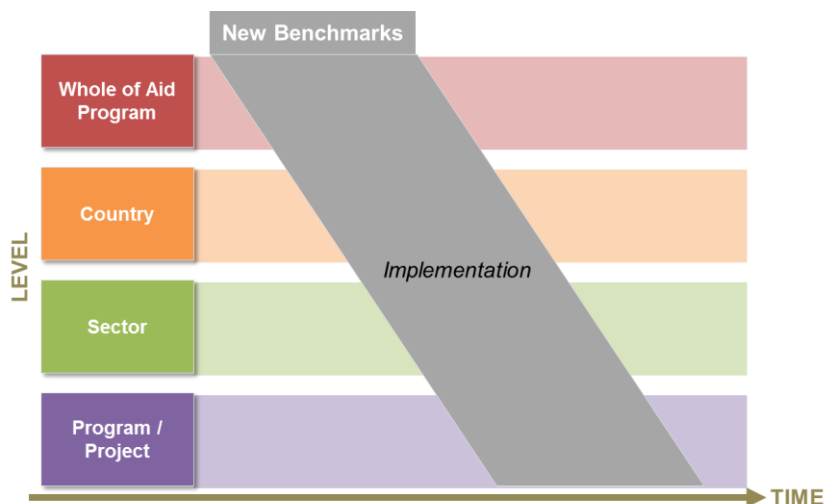 New Benchmarks
Whole of Aid
Program
Country
Implementation
Sector
Program /
Project
LEVEL
TIME